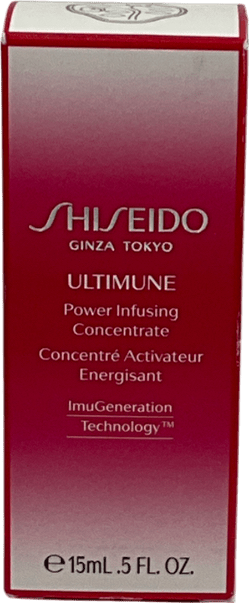 SHISEIDO
GINZA TOKYO
ULTIMUNE
Power Infusing
Concentrate
Concentré Activateur
Energisant
ImuGeneration
Technology™
℮15mL .5 FL. OZ.